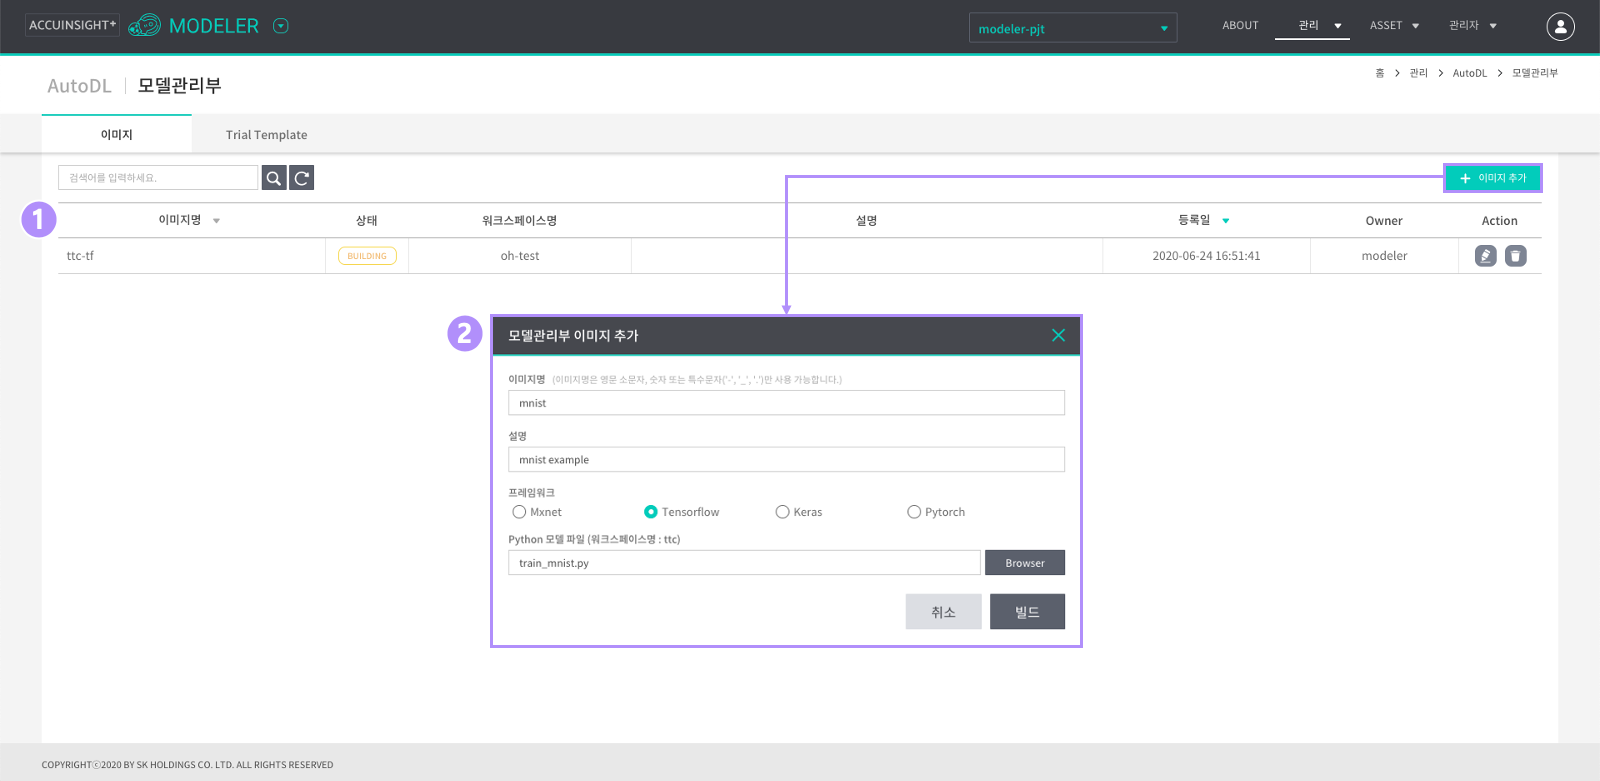 ACCUINSIGHT+ MODELER
modeler-pjt
ABOUT 관리 ASSET 관리자
AutoDL 모델관리부
홈 > 관리 > AutoDL > 모델관리부
이미지 Trial Template
검색어를 입력하세요.
+ 이미지 추가
1
이미지명 상태 워크스페이스명 설명 등록일 Owner Action
ttc-tf BUILDING oh-test 2020-06-24 16:51:41 modeler
2
모델관리부 이미지 추가
이미지명 (이미지명은 영문 소문자, 숫자 또는 특수문자('-', '_', '.')만 사용 가능합니다.)
mnist
설명
mnist example
프레임워크
Mxnet Tensorflow Keras Pytorch
Python 모델 파일 (워크스페이스명 : ttc)
train_mnist.py Browser
취소 빌드
COPYRIGHTⓒ2020 BY SK HOLDINGS CO. LTD. ALL RIGHTS RESERVED